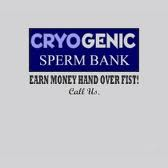 CRYOGENIC
SPERM BANK
EARN MONEY HAND OVER FIST!
Call Us.